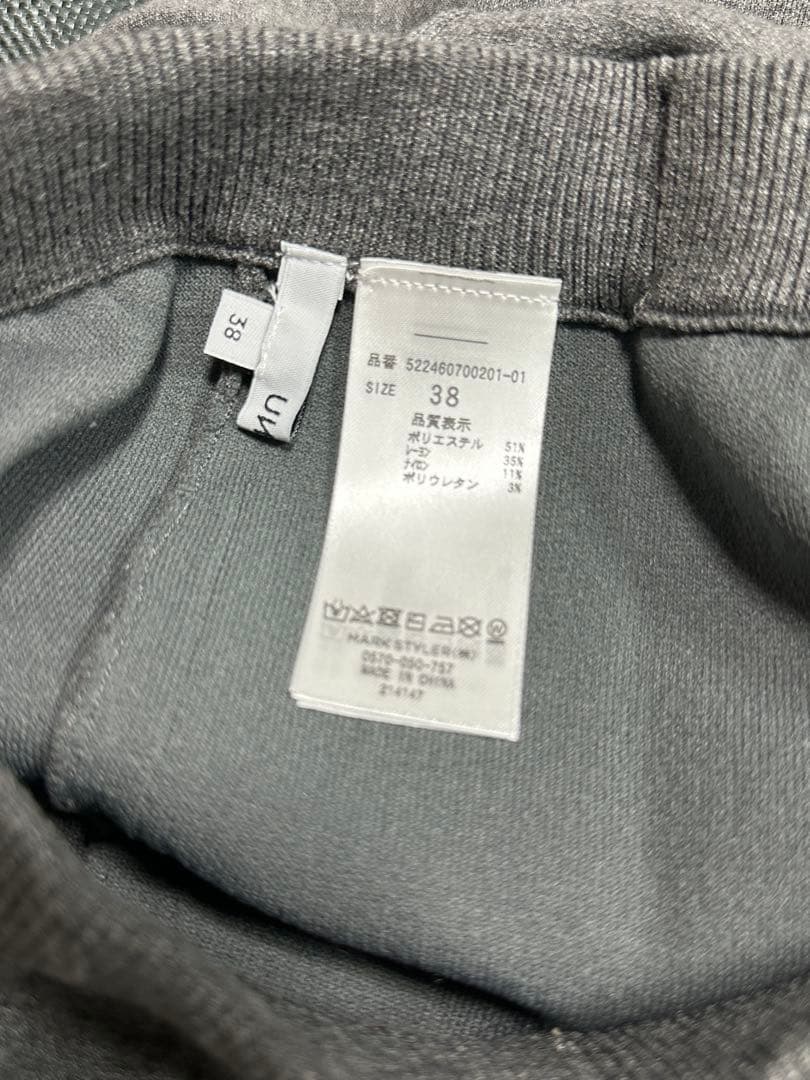 38
品番 522460700201-01
SIZE 38
品質表示
ポリエステル 51%
レーヨン 35%
ナイロン 11%
ポリウレタン 3%
MARK STYLER(株)
0570-050-757
MADE IN CHINA
214147